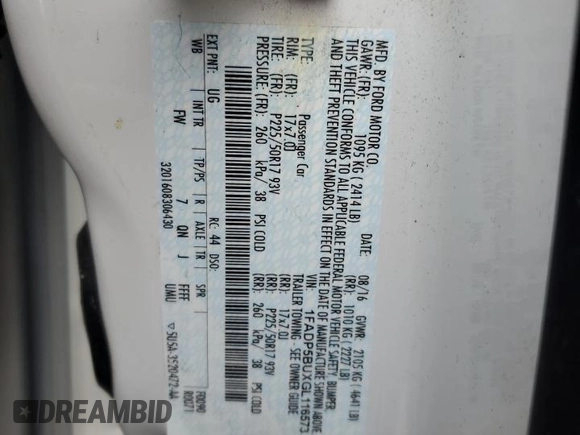 MFD. BY FORD MOTOR CO.
DATE: 08/16 GVWR: 2105 KG ( 4641 LB)
GAWR: (FR) 1095 KG ( 2414 LB) (RR) 1010 KG ( 2227 LB)
THIS VEHICLE CONFORMS TO ALL APPLICABLE FEDERAL MOTOR VEHICLE SAFETY, BUMPER,
AND THEFT PREVENTION STANDARDS IN EFFECT ON THE DATE OF MANUFACTURE SHOWN ABOVE.
VIN: 1FADP5BUXGL116573
TYPE: Passenger Car TRAILER TOWING - SEE OWNER GUIDE
RIM: (FR) 17x7.0J (RR) 17x7.0J
TIRE: (FR) P225/50R17 93V (RR) P225/50R17 93V
PRESSURE: (FR) 260 kPa/ 38 PSI COLD (RR) 260 kPa/ 38 PSI COLD
EXT PNT: UG RC: 44 DSO: F0090
R0071
WB INT TR TP/PS R AXLE TR SPR UMU
FW 7 QN J FFFF
3201608306430
AUTOBIDCAR